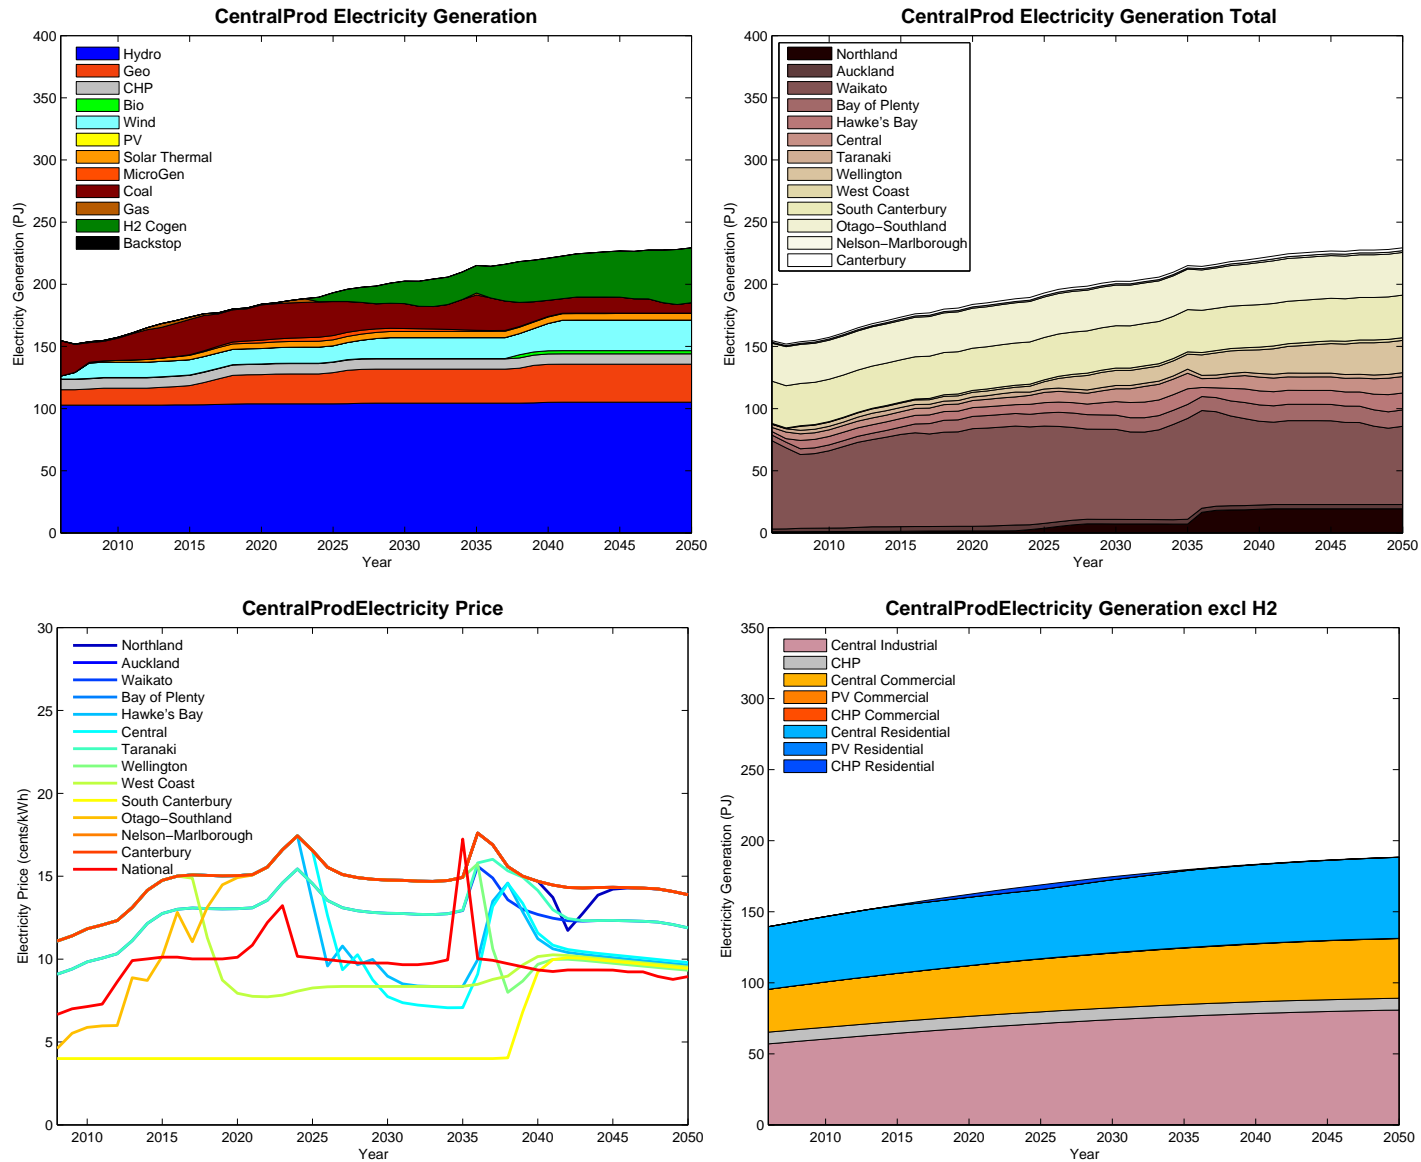 CentralProd Electricity Generation
400
350
300
250
200
150
100
50
0
Electricity Generation (PJ)
Hydro
Geo
CHP
Bio
Wind
PV
Solar Thermal
MicroGen
Coal
Gas
H2 Cogen
Backstop
2010 2015 2020 2025 2030 2035 2040 2045 2050
Year
CentralProd Electricity Generation Total
400
350
300
250
200
150
100
50
0
Electricity Generation (PJ)
Northland
Auckland
Waikato
Bay of Plenty
Hawke's Bay
Central
Taranaki
Wellington
West Coast
South Canterbury
Otago−Southland
Nelson−Marlborough
Canterbury
2010 2015 2020 2025 2030 2035 2040 2045 2050
Year
CentralProdElectricity Price
30
25
20
15
10
5
0
Electricity Price (cents/kWh)
Northland
Auckland
Waikato
Bay of Plenty
Hawke's Bay
Central
Taranaki
Wellington
West Coast
South Canterbury
Otago−Southland
Nelson−Marlborough
Canterbury
National
2010 2015 2020 2025 2030 2035 2040 2045 2050
Year
CentralProdElectricity Generation excl H2
350
300
250
200
150
100
50
0
Electricity Generation (PJ)
Central Industrial
CHP
Central Commercial
PV Commercial
CHP Commercial
Central Residential
PV Residential
CHP Residential
2010 2015 2020 2025 2030 2035 2040 2045 2050
Year